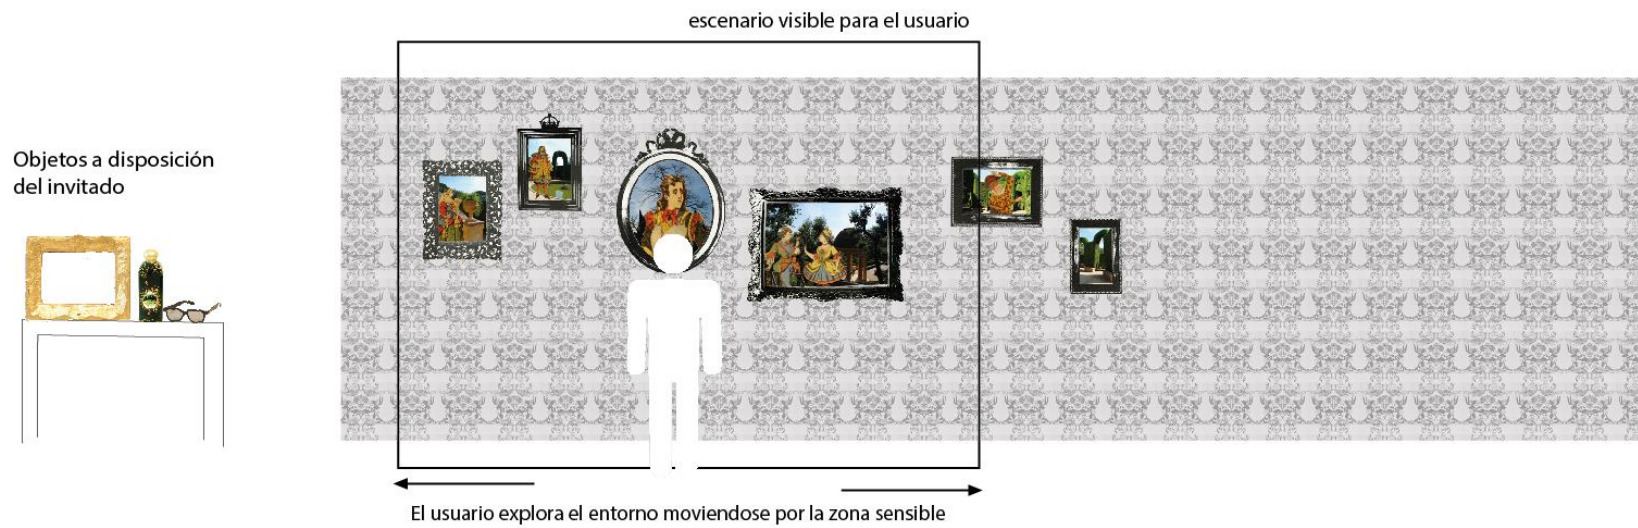 escenario visible para el usuario
Objetos a disposición
del invitado
El usuario explora el entorno moviendose por la zona sensible